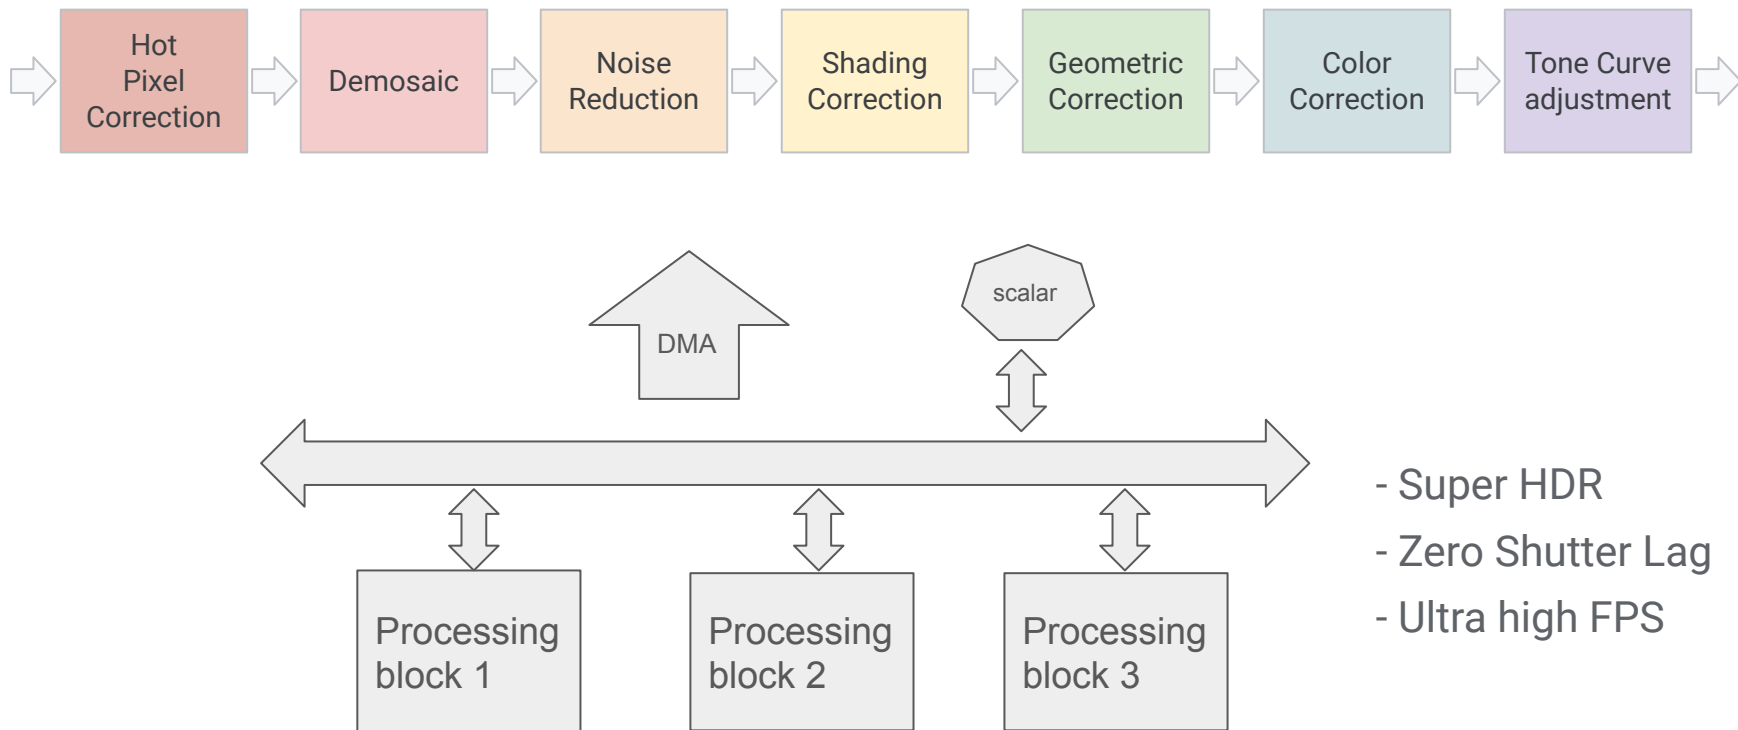 Hot
Pixel
Correction
Demosaic
Noise
Reduction
Shading
Correction
Geometric
Correction
Color
Correction
Tone Curve
adjustment
DMA
scalar
Processing
block 1
Processing
block 2
Processing
block 3
- Super HDR
- Zero Shutter Lag
- Ultra high FPS